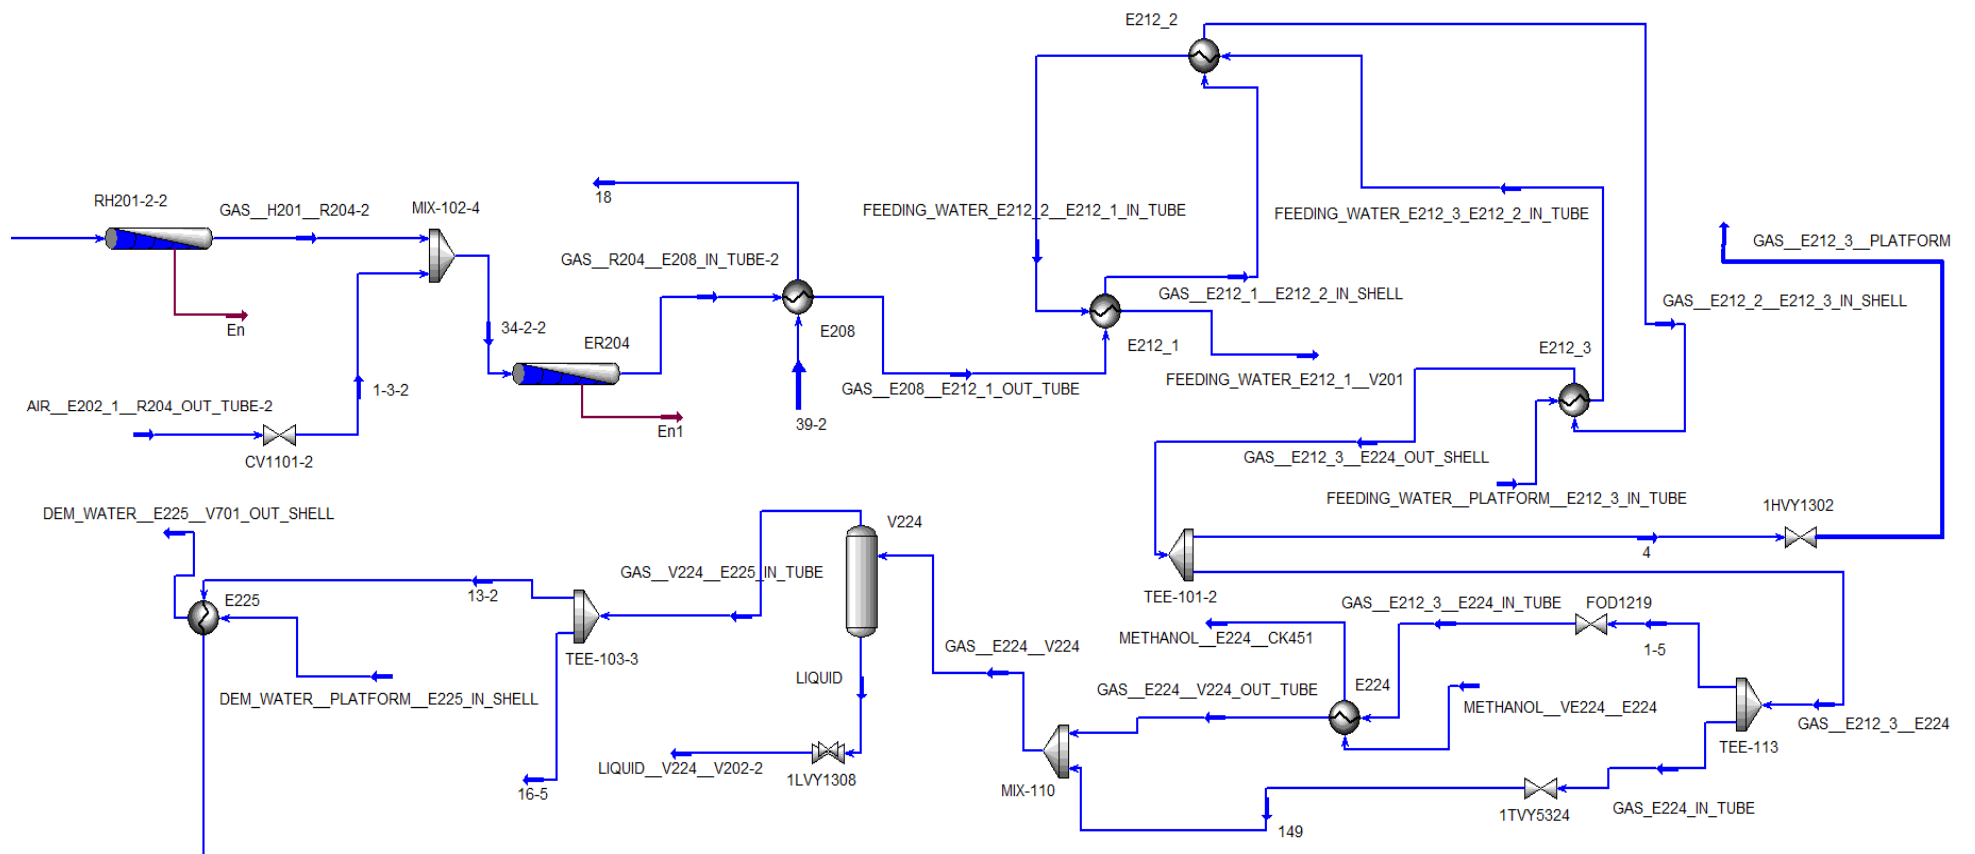 E212_2
RH201-2-2
GAS__H201__R204-2
MIX-102-4
18
FEEDING_WATER_E212_2__E212_1_IN_TUBE
FEEDING_WATER_E212_3_E212_2_IN_TUBE
GAS__E212_3__PLATFORM
GAS__R204__E208_IN_TUBE-2
GAS__E212_1__E212_2_IN_SHELL
GAS__E212_2__E212_3_IN_SHELL
En
34-2-2
E208
ER204
E212_1
E212_3
FEEDING_WATER_E212_1__V201
GAS__E208__E212_1_OUT_TUBE
1-3-2
AIR__E202_1__R204_OUT_TUBE-2
39-2
En1
CV1101-2
GAS__E212_3__E224_OUT_SHELL
FEEDING_WATER__PLATFORM__E212_3_IN_TUBE
1HVY1302
DEM_WATER__E225__V701_OUT_SHELL
V224
4
GAS__V224__E225_IN_TUBE
13-2
E225
TEE-101-2
GAS__E212_3__E224_IN_TUBE
FOD1219
METHANOL__E224__CK451
1-5
GAS__E224__V224
TEE-103-3
LIQUID
GAS__E224__V224_OUT_TUBE
E224
DEM_WATER__PLATFORM__E225_IN_SHELL
METHANOL__VE224__E224
GAS__E212_3__E224
TEE-113
LIQUID__V224__V202-2
1LVY1308
16-5
MIX-110
GAS_E224_IN_TUBE
1TVY5324
149